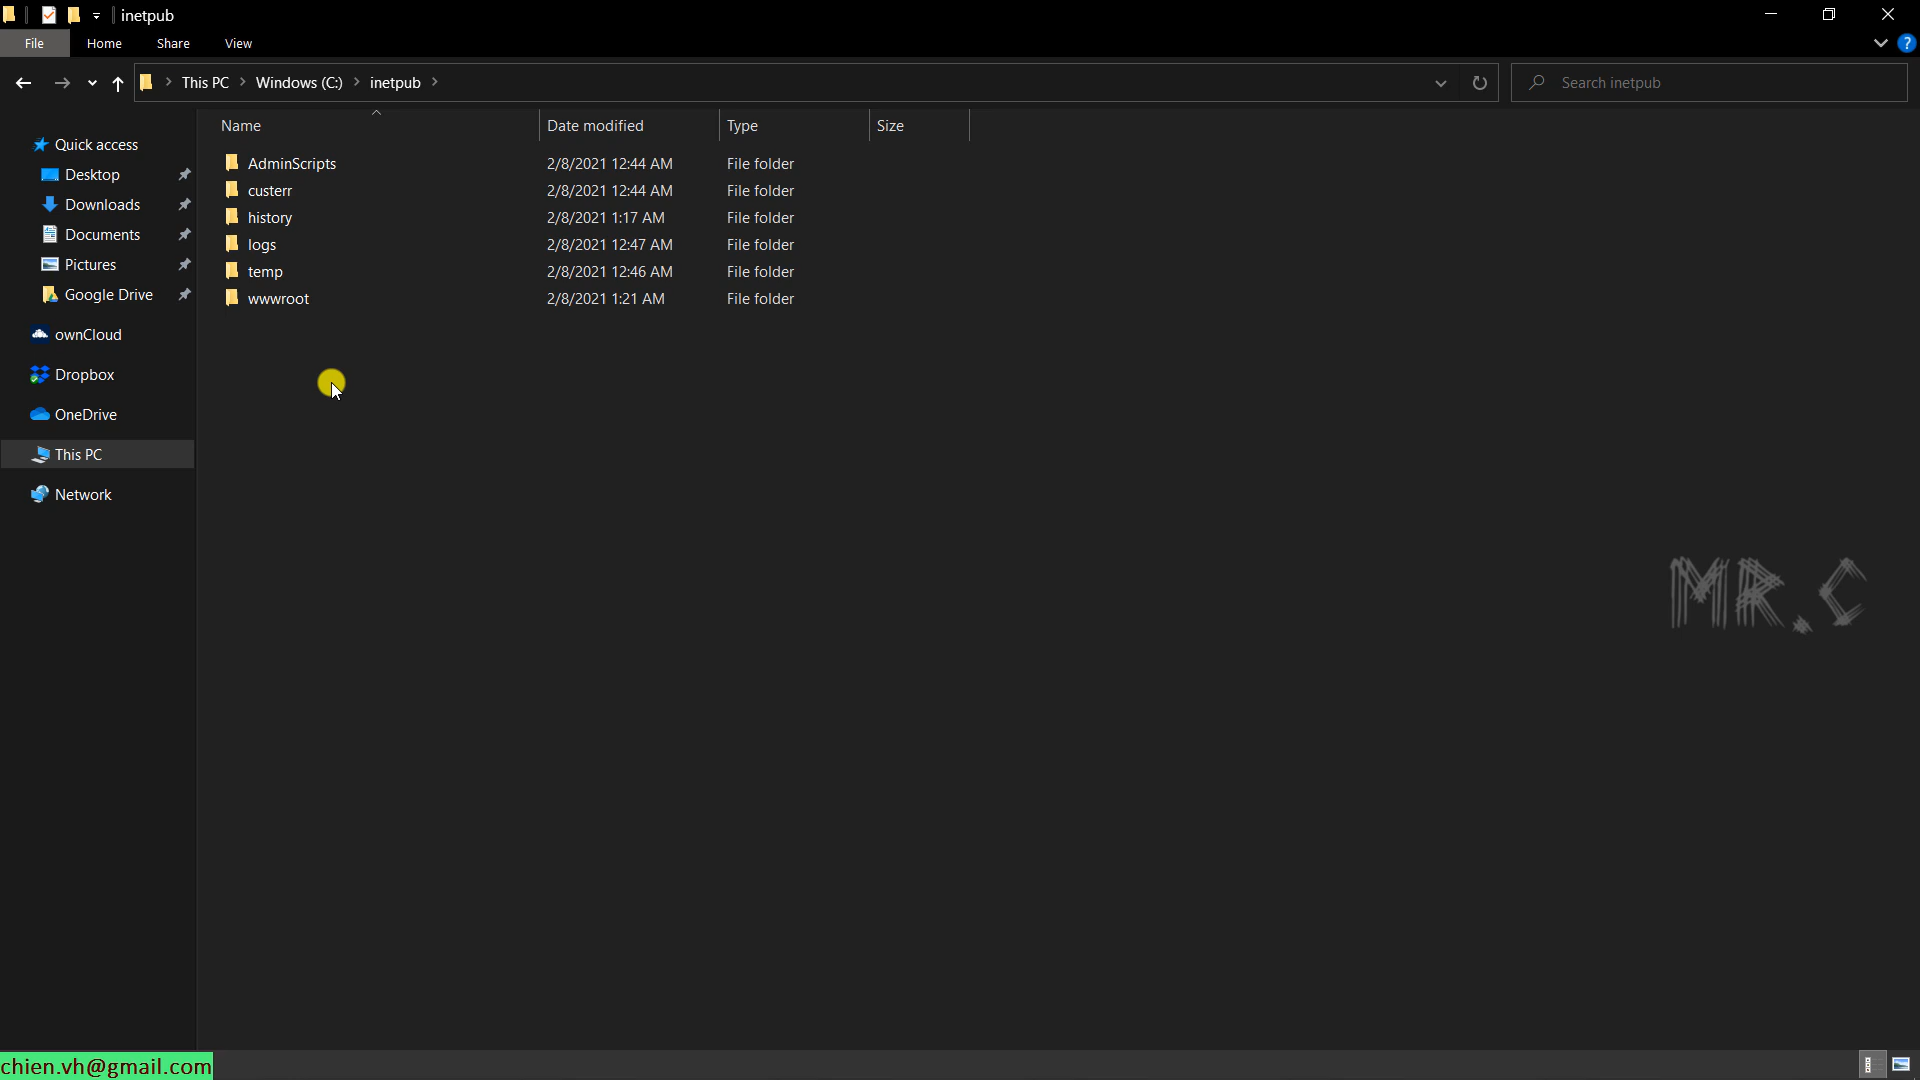 inetpub
File Home Share View
This PC Windows (C:) inetpub
Search inetpub
Name Date modified Type Size
Quick access
Desktop
Downloads
Documents
Pictures
Google Drive
ownCloud
Dropbox
OneDrive
This PC
Network
AdminScripts 2/8/2021 12:44 AM File folder
custerr 2/8/2021 12:44 AM File folder
history 2/8/2021 1:17 AM File folder
logs 2/8/2021 12:47 AM File folder
temp 2/8/2021 12:46 AM File folder
wwwroot 2/8/2021 1:21 AM File folder
MR.C
chien.vh@gmail.com